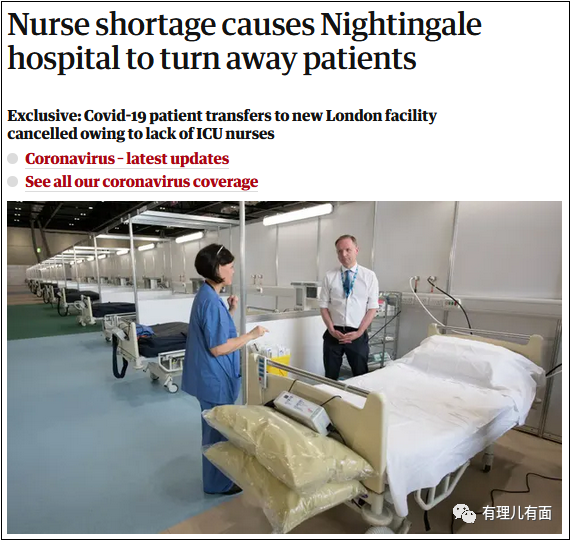 Nurse shortage causes Nightingale
hospital to turn away patients
Exclusive: Covid-19 patient transfers to new London facility
cancelled owing to lack of ICU nurses
Coronavirus – latest updates
See all our coronavirus coverage
有理儿有面